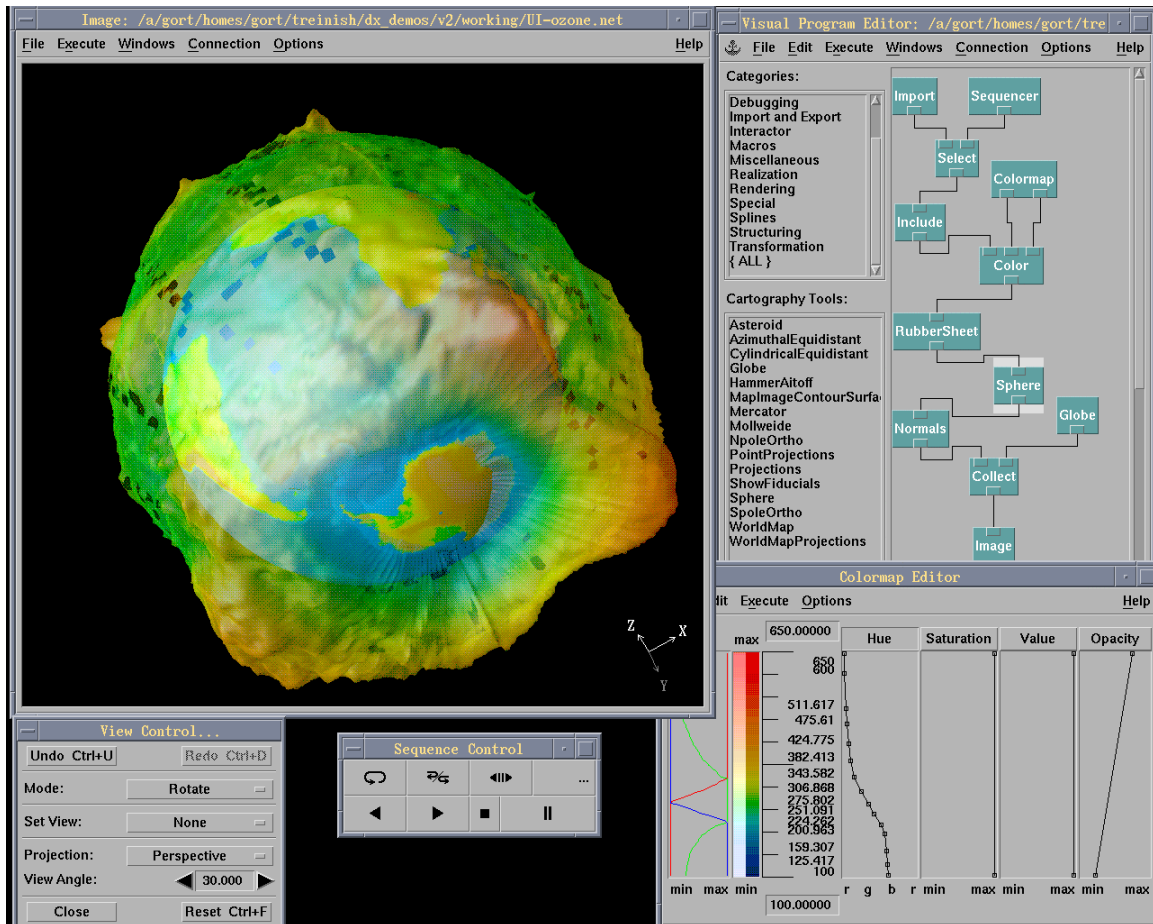 Image: /a/gort/homes/gort/treinish/dx_demos/v2/working/UI-ozone.net
File Execute Windows Connection Options Help
Z
X
Y
Visual Program Editor: /a/gort/homes/gort/tre
File Edit Execute Windows Connection Options Help
Categories:
Debugging
Import and Export
Interactor
Macros
Miscellaneous
Realization
Rendering
Special
Splines
Structuring
Transformation
{ ALL }
Cartography Tools:
Asteroid
AzimuthalEquidistant
CylindricalEquidistant
Globe
HammerAitoff
MapImageContourSurfa
Mercator
Mollweide
NpoleOrtho
PointProjections
Projections
ShowFiducials
Sphere
SpoleOrtho
WorldMap
WorldMapProjections
Import
Sequencer
Select
Colormap
Include
Color
RubberSheet
Sphere
Globe
Normals
Collect
Image
Colormap Editor
dit Execute Options Help
max 650.00000
Hue Saturation Value Opacity
650
600
511.617
475.61
424.775
382.413
343.582
306.868
275.802
251.091
224.262
200.963
159.307
125.417
100
min max min
100.00000
r g b r min max min max min max
View Control...
Undo Ctrl+U Redo Ctrl+D
Mode: Rotate
Set View: None
Projection: Perspective
View Angle: 30.000
Close Reset Ctrl+F
Sequence Control
...